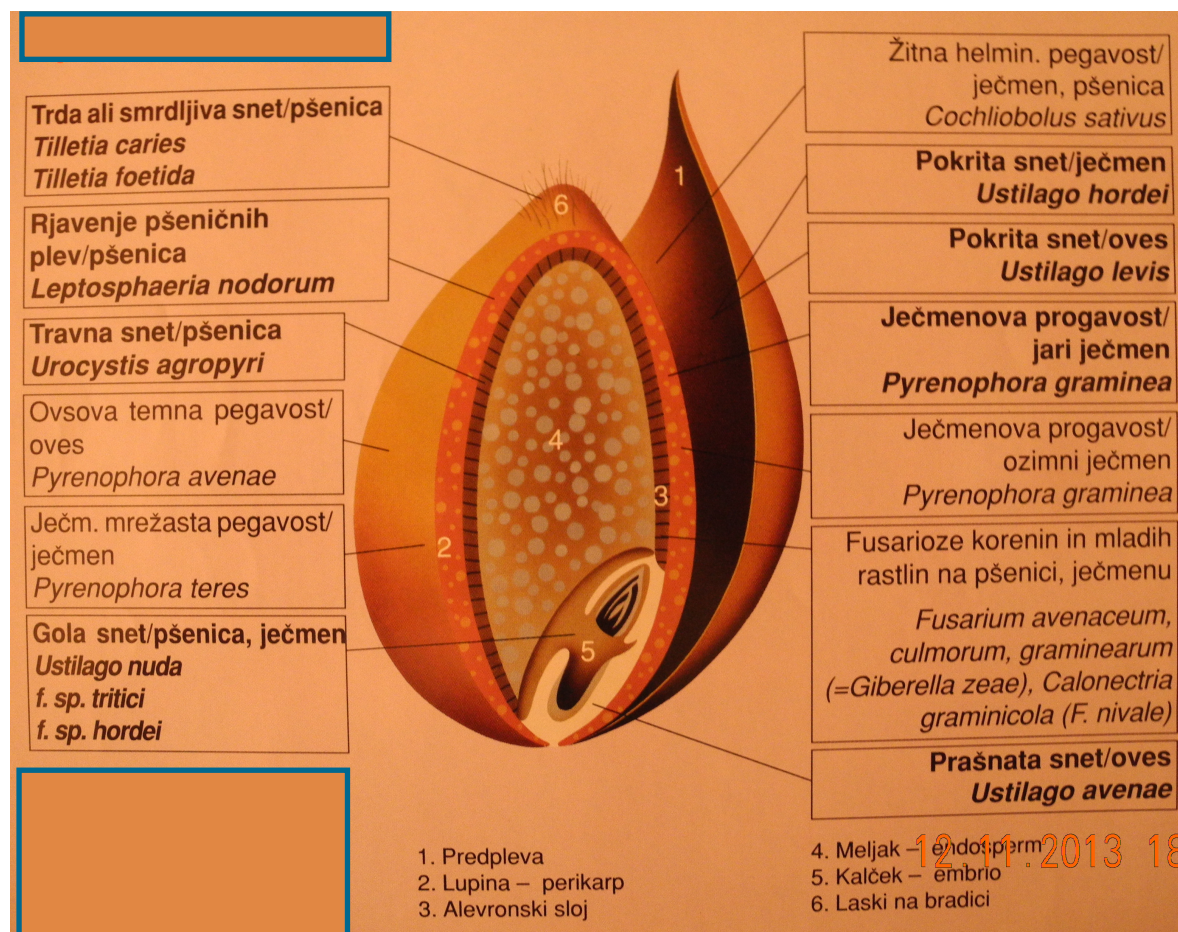 Trda ali smrdljiva snet/pšenica
Tilletia caries
Tilletia foetida
Rjavenje pšeničnih
plev/pšenica
Leptosphaeria nodorum
Travna snet/pšenica
Urocystis agropyri
Ovsova temna pegavost/
oves
Pyrenophora avenae
Ječm. mrežasta pegavost/
ječmen
Pyrenophora teres
Gola snet/pšenica, ječmen
Ustilago nuda
f. sp. tritici
f. sp. hordei
1
2
3
4
5
6
Žitna helmin. pegavost/
ječmen, pšenica
Cochliobolus sativus
Pokrita snet/ječmen
Ustilago hordei
Pokrita snet/oves
Ustilago levis
Ječmenova progavost/
jari ječmen
Pyrenophora graminea
Ječmenova progavost/
ozimni ječmen
Pyrenophora graminea
Fusarioze korenin in mladih
rastlin na pšenici, ječmenu
Fusarium avenaceum,
culmorum, graminearum
(=Giberella zeae), Calonectria
graminicola (F. nivale)
Prašnata snet/oves
Ustilago avenae
1. Predpleva
2. Lupina – perikarp
3. Alevronski sloj
4. Meljak – endosperm
5. Kalček – embrio
6. Laski na bradici
12.11.2013 18